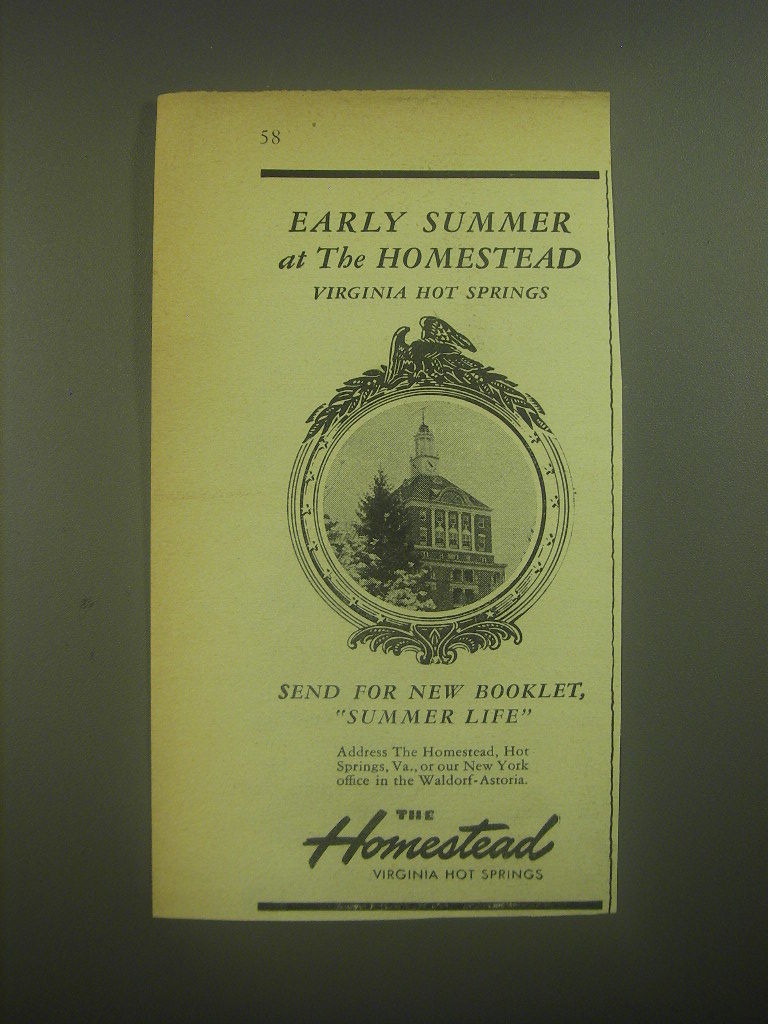 58
EARLY SUMMER
at The HOMESTEAD
VIRGINIA HOT SPRINGS
SEND FOR NEW BOOKLET,
"SUMMER LIFE"
Address The Homestead, Hot
Springs, Va., or our New York
office in the Waldorf-Astoria.
THE
Homestead
VIRGINIA HOT SPRINGS